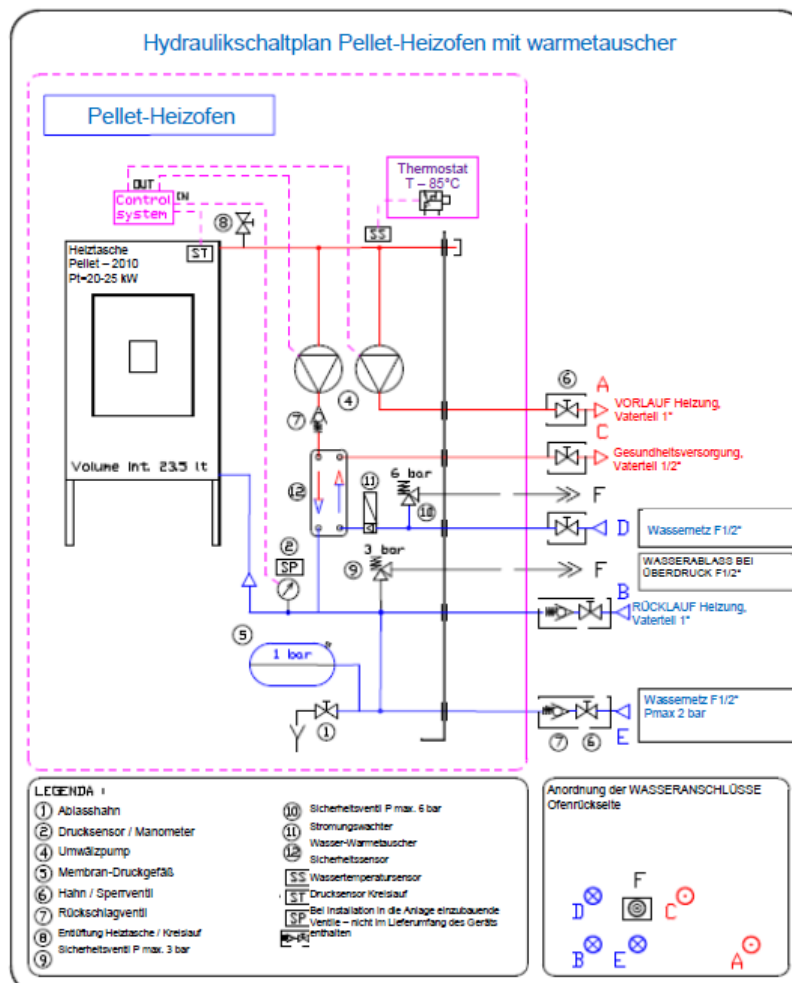 Hydraulikschaltplan Pellet-Heizofen mit warmetauscher
Pellet-Heizofen
OUT
Control
system
IN
Thermostat
T – 85°C
8
SS
Heiztasche
Pellet – 2010
Pt=20-25 kW
ST
Volume int. 23.5 lt
4
7
12
11
6 bar
10
6
A
VORLAUF Heizung,
Vaterteil 1"
C
Gesundheitsversorgung,
Vaterteil 1/2"
F
D
Wassernetz F1/2"
2
SP
3 bar
9
F
WASSERABLASS BEI
ÜBERDRUCK F1/2"
B
RÜCKLAUF Heizung,
Vaterteil 1"
5
1 bar
1
7
6
E
Wassernetz F1/2"
Pmax 2 bar
LEGENDA :
1 Ablasshahn
2 Drucksensor / Manometer
4 Umwälzpump
5 Membran-Druckgefäß
6 Hahn / Sperrventil
7 Rückschlagventil
8 Entlüftung Heiztasche / Kreislauf
9 Sicherheitsventil P max. 3 bar
10 Sicherheitsventil P max. 6 bar
11 Stromungswachter
12 Wasser-Warmetauscher
Sicherheitssensor
SS Wassertemperatursensor
ST Drucksensor Kreislauf
SP Bei Installation in die Anlage einzubauende
Ventile – nicht im Lieferumfang des Geräts
enthalten
Anordnung der WASSERANSCHLÜSSE
Ofenrückseite
F
D
C
B
E
A